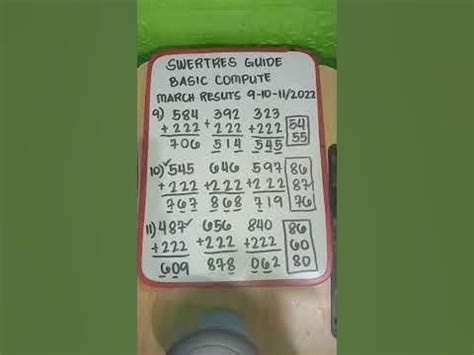 SWERTRES GUIDE
BASIC COMPUTE
MARCH RESULTS 9-10-11/2022
9) 584 392 323
+222 +222 +222 54
706 514 545 55
10) ✓545 646 597 86
+222 +222 +222 87
767 868 719 76
11) 487✓ 656 840 86
+222 +222 +222 60
609 878 062 80